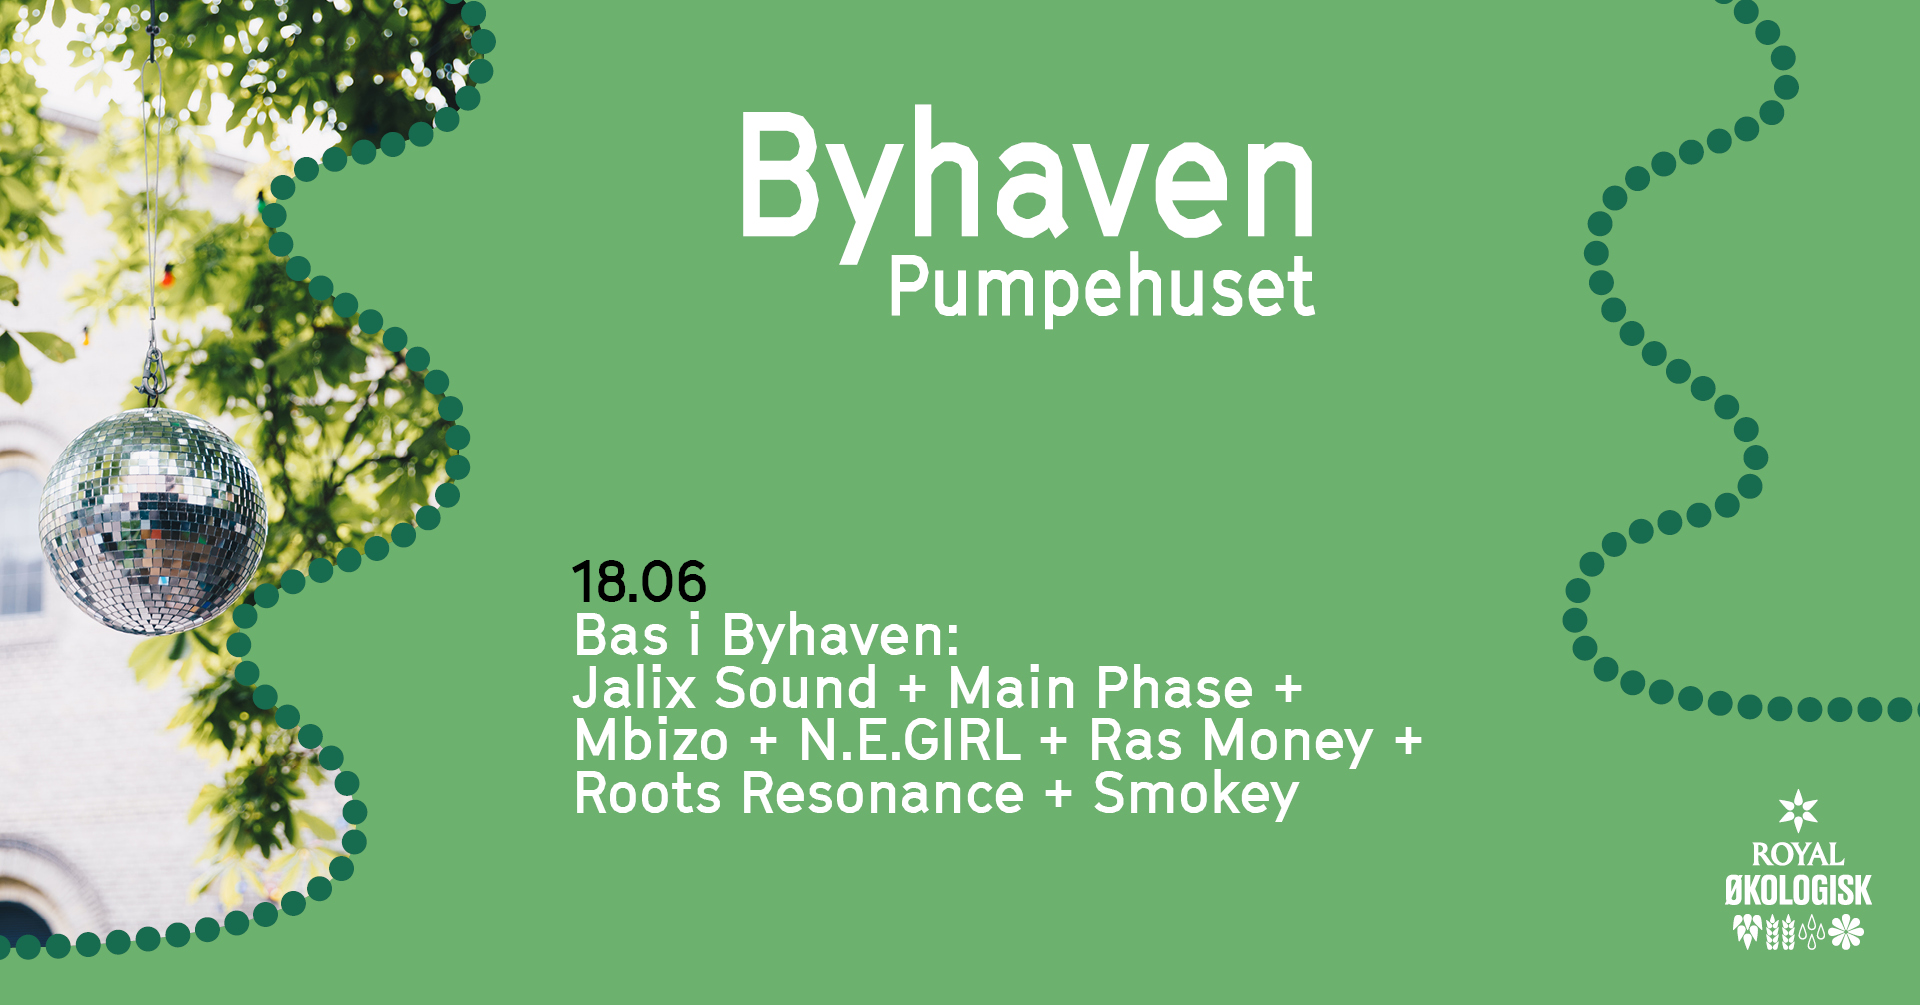 Byhaven
Pumpehuset
18.06
Bas i Byhaven:
Jalix Sound + Main Phase +
Mbizo + N.E.GIRL + Ras Money +
Roots Resonance + Smokey
ROYAL
ØKOLOGISK